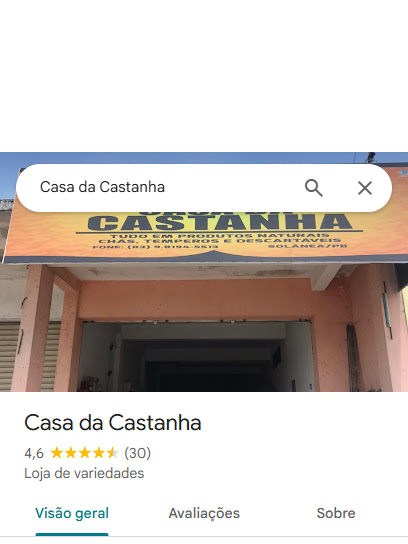 Casa da Castanha
CASTANHA
TUDO EM PRODUTOS NATURAIS
CHÁS, TEMPEROS E DESCARTÁVEIS
FONE: (83) 9.8194-5513 SOLÂNEA/PB
Casa da Castanha
4,6 (30)
Loja de variedades
Visão geral Avaliações Sobre